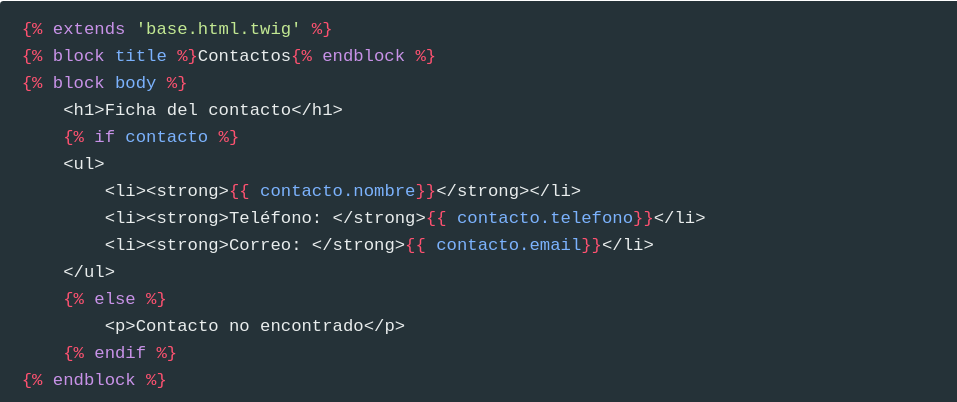 {% extends 'base.html.twig' %}
{% block title %}Contactos{% endblock %}
{% block body %}
    <h1>Ficha del contacto</h1>
    {% if contacto %}
    <ul>
        <li><strong>{{ contacto.nombre}}</strong></li>
        <li><strong>Teléfono: </strong>{{ contacto.telefono}}</li>
        <li><strong>Correo: </strong>{{ contacto.email}}</li>
    </ul>
    {% else %}
        <p>Contacto no encontrado</p>
    {% endif %}
{% endblock %}